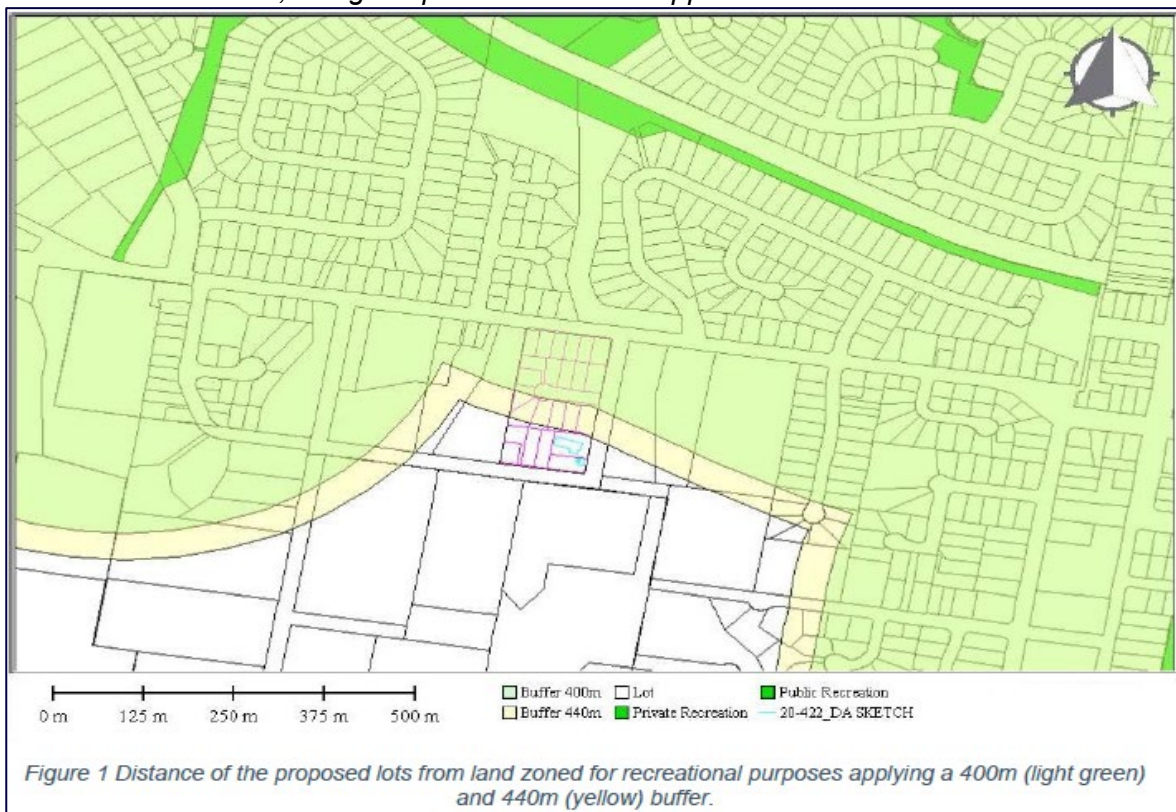 0 m 125 m 250 m 375 m 500 m
Buffer 400m Lot Public Recreation
Buffer 440m Private Recreation 20-422_DA SKETCH
Figure 1 Distance of the proposed lots from land zoned for recreational purposes applying a 400m (light green)
and 440m (yellow) buffer.